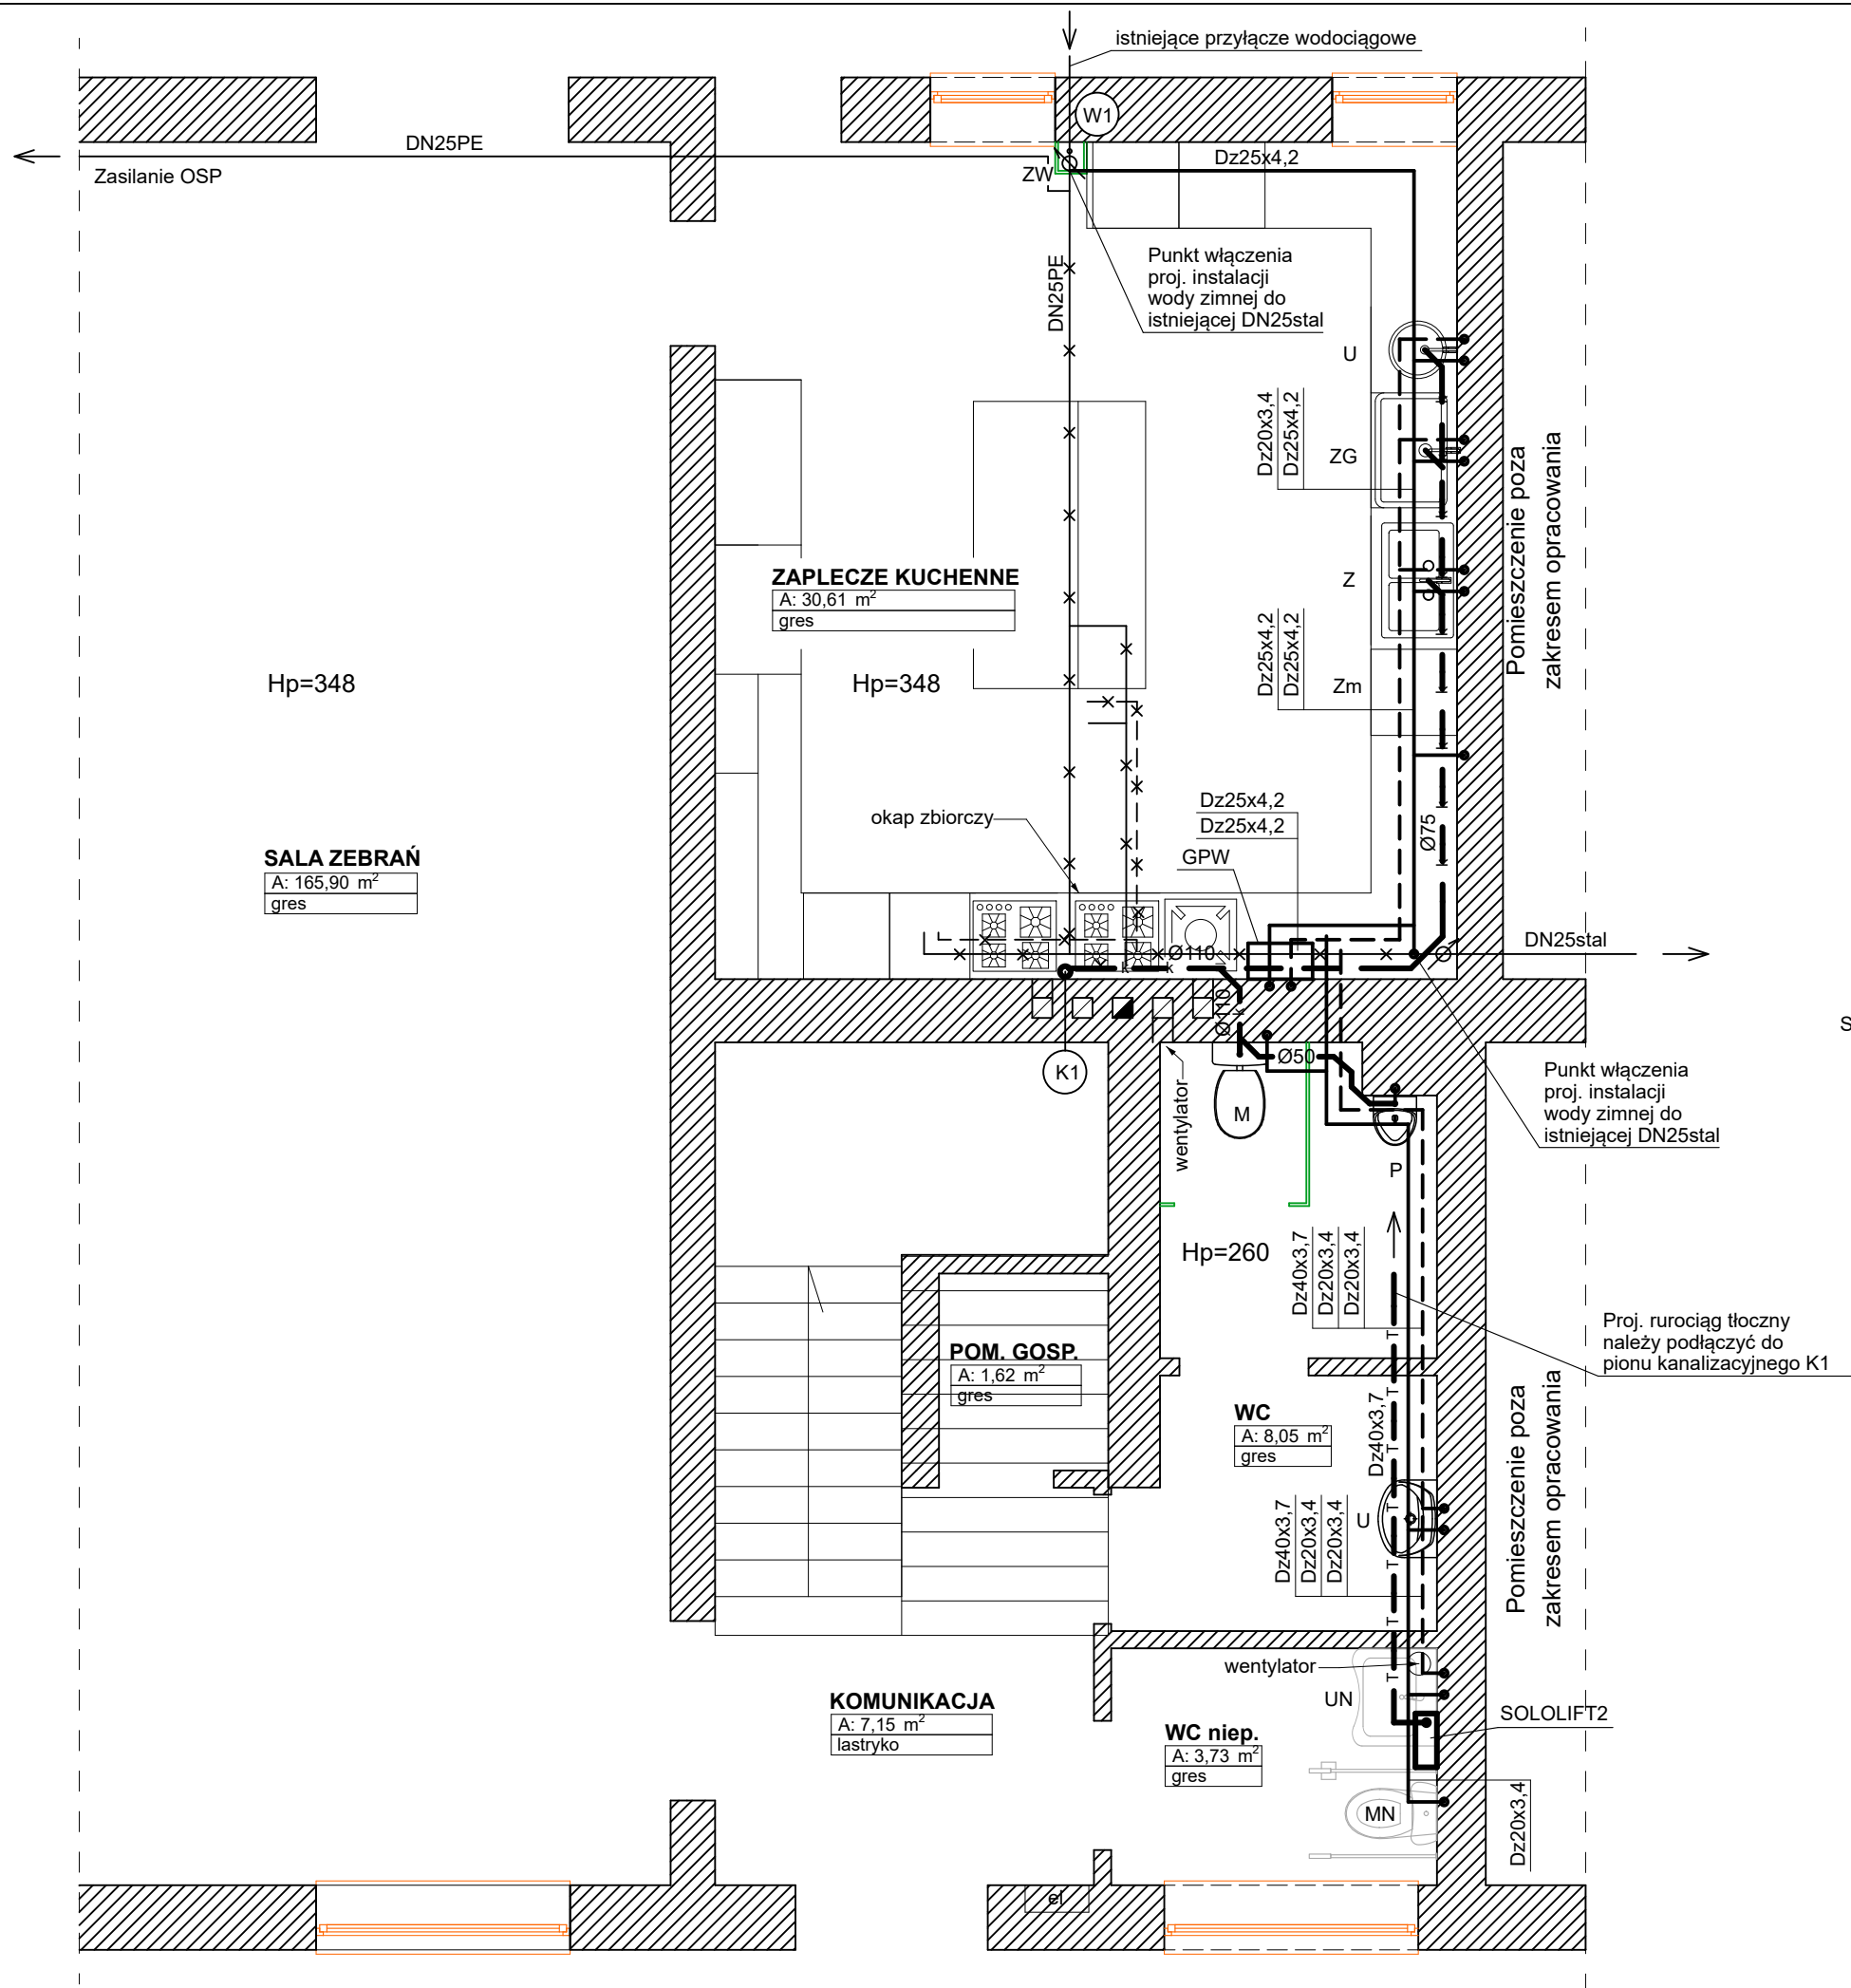 istniejące przyłącze wodociągowe
W1
DN25PE
Zasilanie OSP
ZW
Dz25x4,2
DN25PE
Punkt włączenia
proj. instalacji
wody zimnej do
istniejącej DN25stal
U
Dz20x3,4
Dz25x4,2
ZG
Pomieszczenie poza
zakresem opracowania
Z
ZAPLECZE KUCHENNE
A: 30,61 m²
gres
Dz25x4,2
Dz25x4,2
Zm
Hp=348
Hp=348
okap zbiorczy
Dz25x4,2
Dz25x4,2
GPW
Ø75
SALA ZEBRAŃ
A: 165,90 m²
gres
DN25stal
Ø110
k
k
Ø110
k
S
Ø50
K1
wentylator
M
Punkt włączenia
proj. instalacji
wody zimnej do
istniejącej DN25stal
P
Hp=260
Dz40x3,7
Dz20x3,4
Dz20x3,4
Proj. rurociąg tłoczny
należy podłączyć do
pionu kanalizacyjnego K1
T
POM. GOSP.
A: 1,62 m²
gres
T
WC
A: 8,05 m²
gres
Dz40x3,7
T
Pomieszczenie poza
zakresem opracowania
Dz40x3,7
Dz20x3,4
Dz20x3,4
U
T
T
T
wentylator
T
UN
KOMUNIKACJA
A: 7,15 m²
lastryko
SOLOLIFT2
WC niep.
A: 3,73 m²
gres
MN
Dz20x3,4
ei